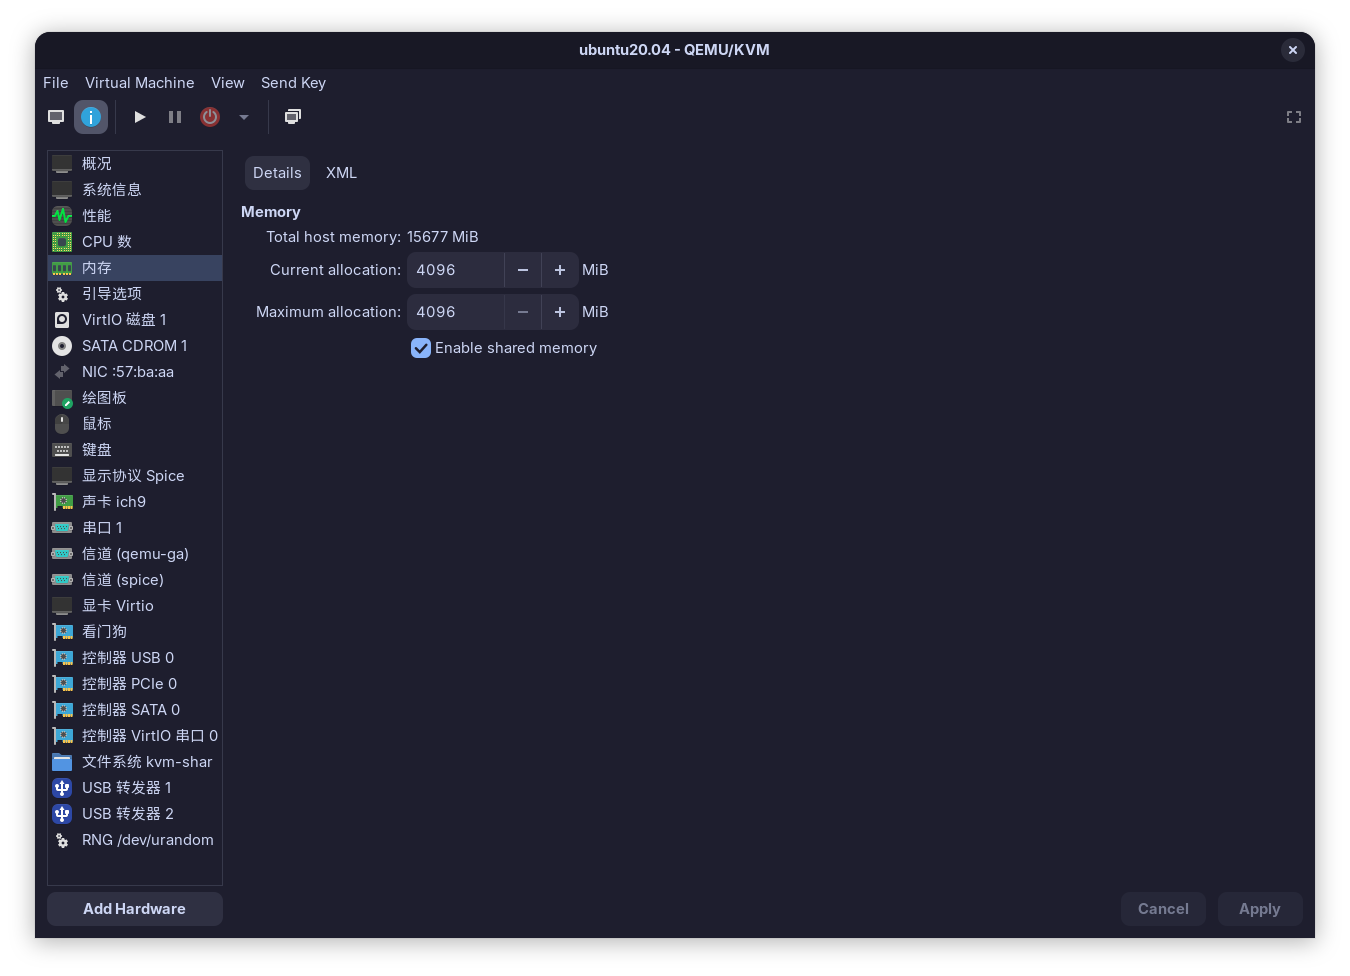 ubuntu20.04 - QEMU/KVM
File Virtual Machine View Send Key
概况
系统信息
性能
CPU 数
内存
引导选项
VirtIO 磁盘 1
SATA CDROM 1
NIC :57:ba:aa
绘图板
鼠标
键盘
显示协议 Spice
声卡 ich9
串口 1
信道 (qemu-ga)
信道 (spice)
显卡 Virtio
看门狗
控制器 USB 0
控制器 PCIe 0
控制器 SATA 0
控制器 VirtIO 串口 0
文件系统 kvm-shar
USB 转发器 1
USB 转发器 2
RNG /dev/urandom
Add Hardware
Details XML
Memory
Total host memory: 15677 MiB
Current allocation: 4096 − + MiB
Maximum allocation: 4096 − + MiB
Enable shared memory
Cancel Apply